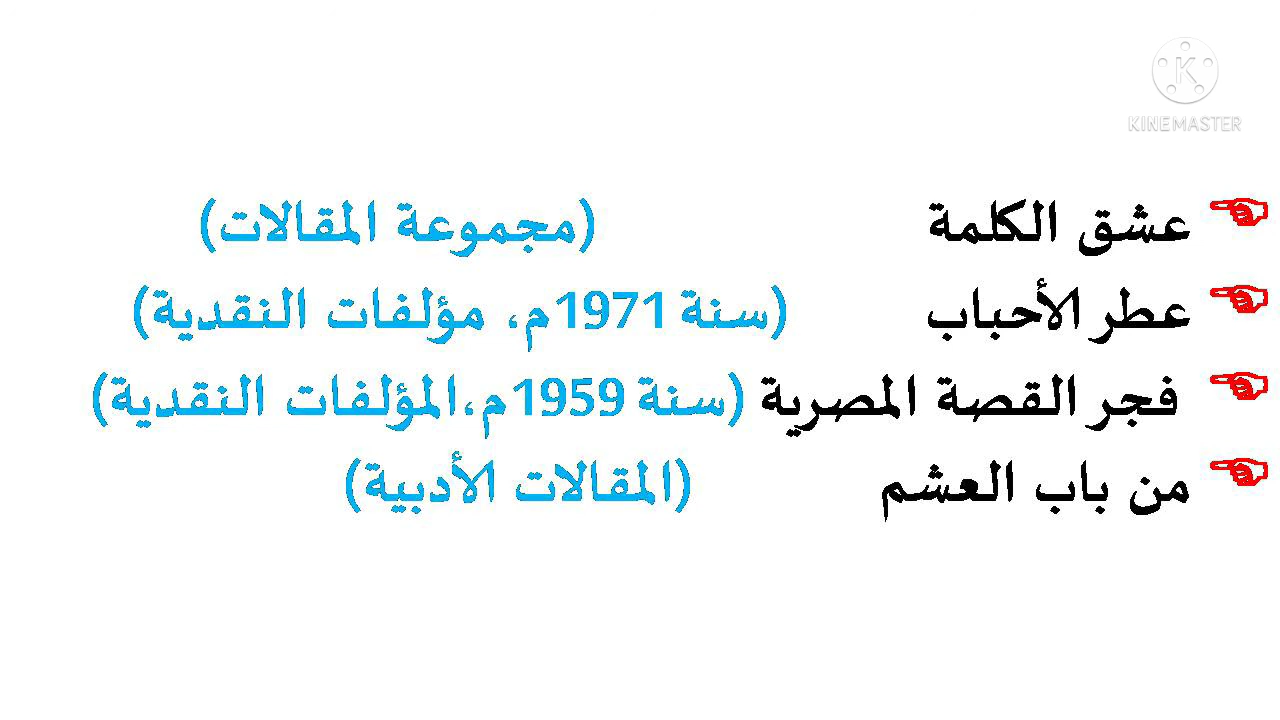 KINEMASTER
عشق الكلمة (مجموعة المقالات)
عطر الأحباب (سنة 1971م، مؤلفات النقدية)
فجر القصة المصرية (سنة 1959م،المؤلفات النقدية)
من باب العشم (المقالات الأدبية)